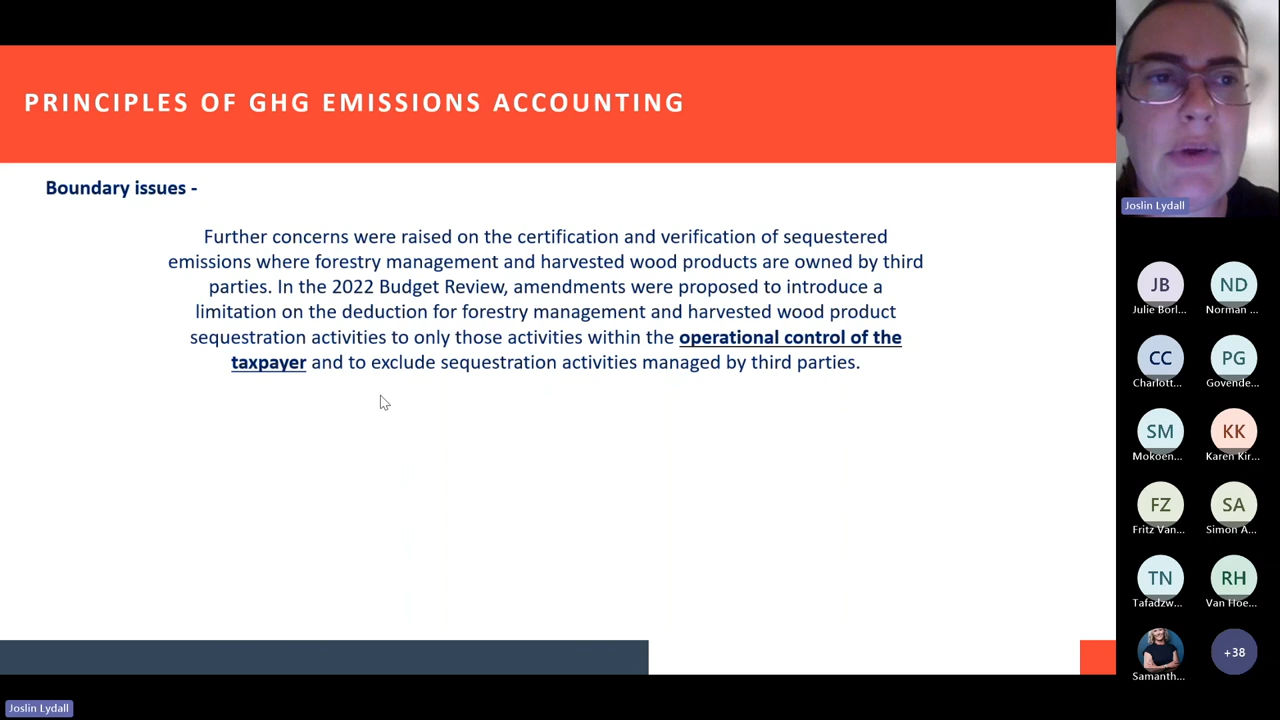 PRINCIPLES OF GHG EMISSIONS ACCOUNTING
Boundary issues -
Further concerns were raised on the certification and verification of sequestered
emissions where forestry management and harvested wood products are owned by third
parties. In the 2022 Budget Review, amendments were proposed to introduce a
limitation on the deduction for forestry management and harvested wood product
sequestration activities to only those activities within the operational control of the
taxpayer and to exclude sequestration activities managed by third parties.
Joslin Lydall
JB
Julie Borl...
ND
Norman ...
CC
Charlott...
PG
Govende...
SM
Mokoen...
KK
Karen Kir...
FZ
Fritz Van...
SA
Simon A...
TN
Tafadzw...
RH
Van Hoe...
Samanth...
+38
Joslin Lydall